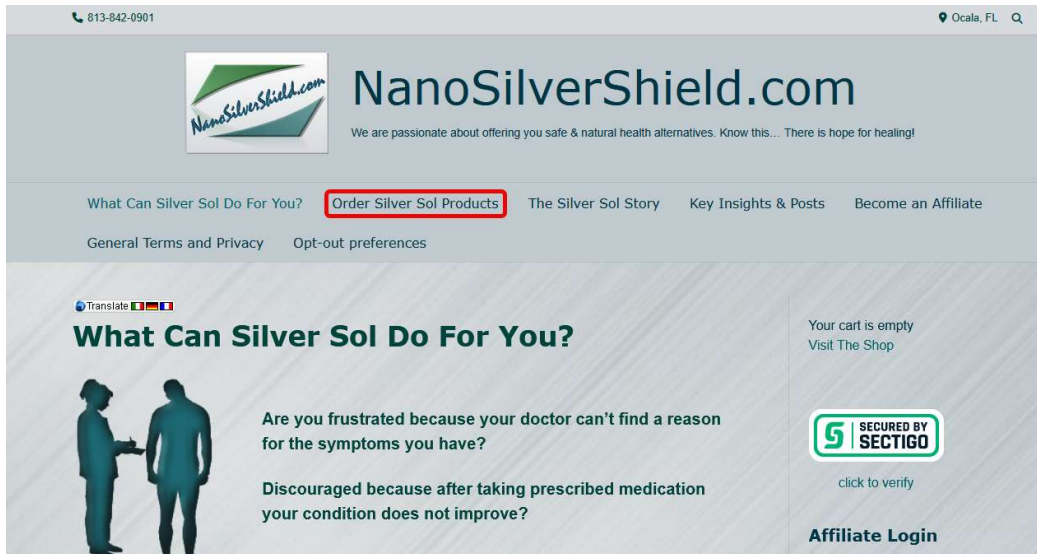 813-842-0901
Ocala, FL
NanoSilverShield.com
NanoSilverShield.com
We are passionate about offering you safe & natural health alternatives. Know this... There is hope for healing!
What Can Silver Sol Do For You?
Order Silver Sol Products
The Silver Sol Story
Key Insights & Posts
Become an Affiliate
General Terms and Privacy
Opt-out preferences
Translate
What Can Silver Sol Do For You?
Your cart is empty
Visit The Shop
Are you frustrated because your doctor can't find a reason
for the symptoms you have?
Discouraged because after taking prescribed medication
your condition does not improve?
SECURED BY
SECTIGO
click to verify
Affiliate Login